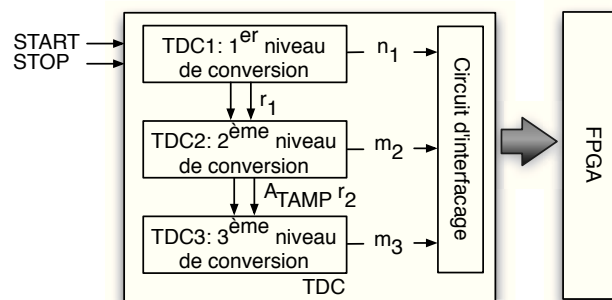 START
STOP
TDC1: 1er niveau
de conversion
n1
r1
TDC2: 2ème niveau
de conversion
m2
ATAMP r2
TDC3: 3ème niveau
de conversion
m3
TDC
Circuit d'interfacage
FPGA